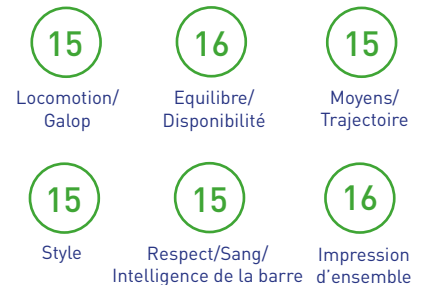 15 16 15
Locomotion/ Equilibre/ Moyens/
Galop Disponibilité Trajectoire
15 15 16
Style Respect/Sang/ Impression
Intelligence de la barre d'ensemble